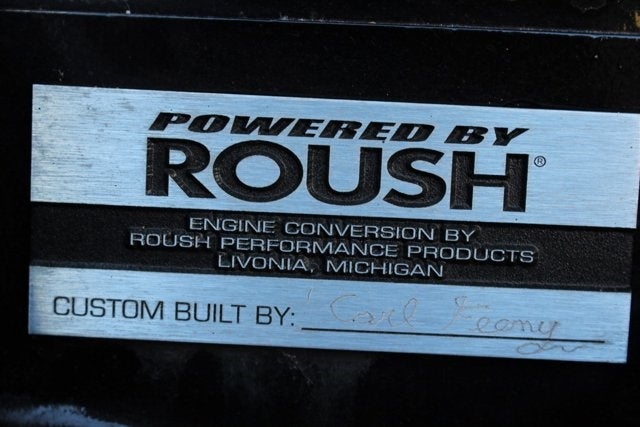 POWERED BY
ROUSH®
ENGINE CONVERSION BY
ROUSH PERFORMANCE PRODUCTS
LIVONIA, MICHIGAN
CUSTOM BUILT BY: Carl